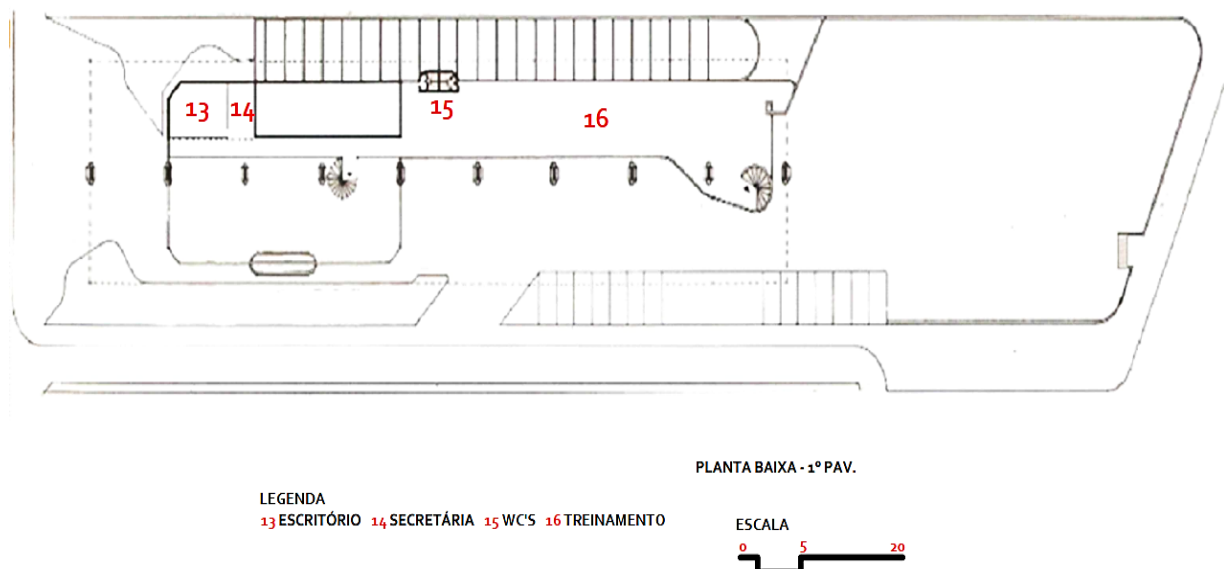 13 14 15 16
PLANTA BAIXA - 1º PAV.
LEGENDA
13 ESCRITÓRIO 14 SECRETÁRIA 15 WC'S 16 TREINAMENTO
ESCALA
0 5 20